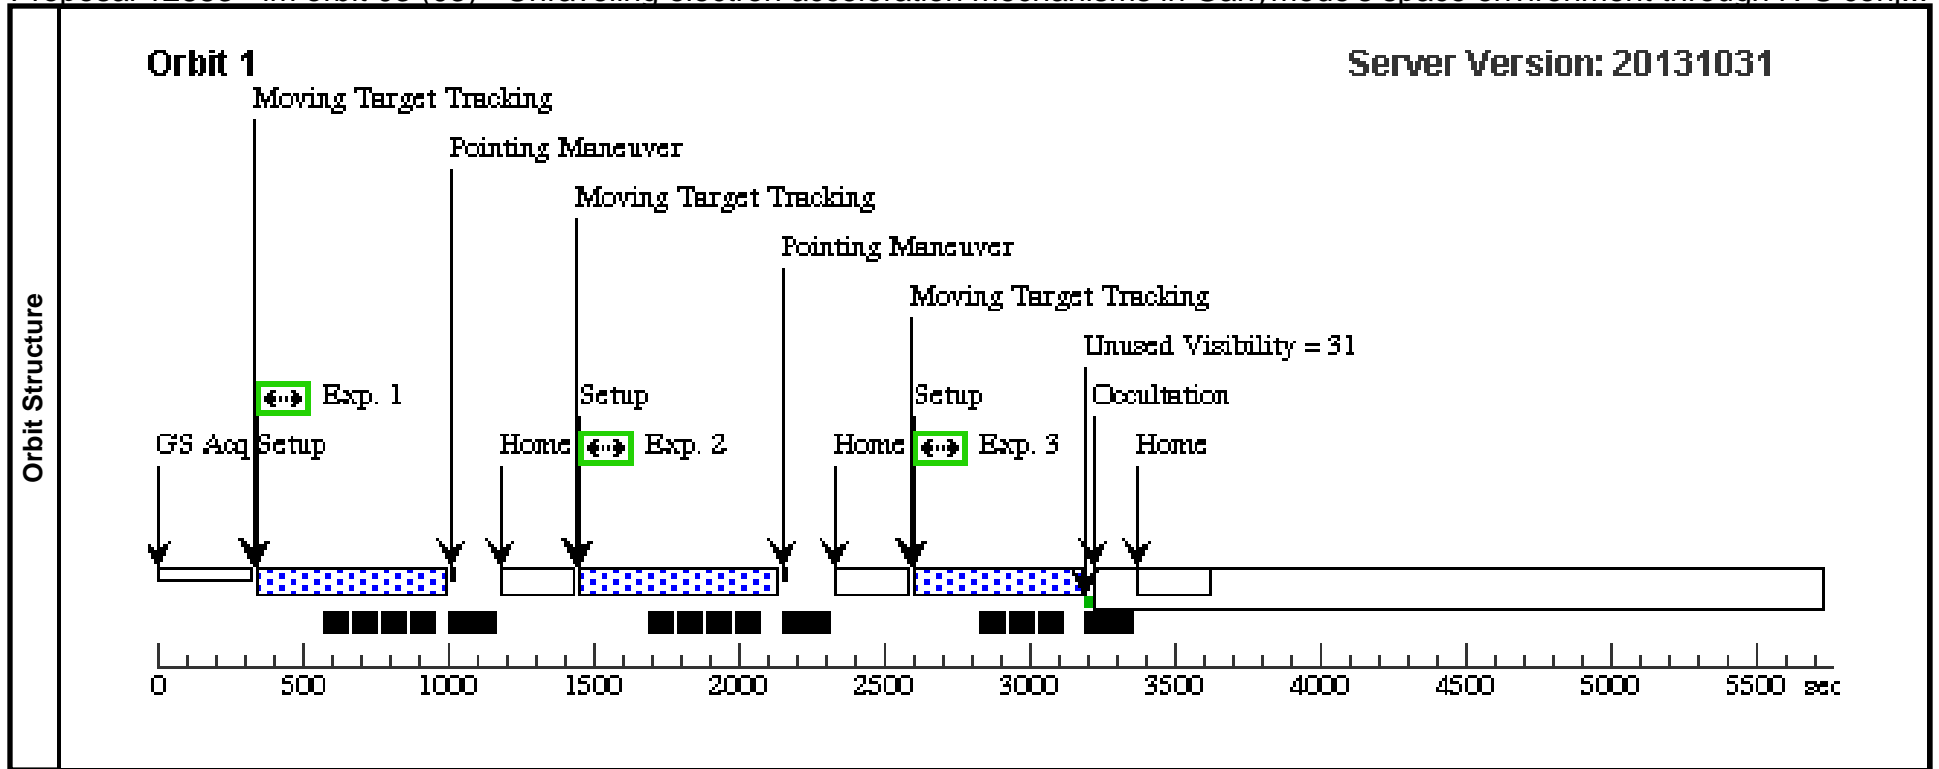 Orbit Structure
Orbit 1
Server Version: 20131031
Moving Target Tracking
Pointing Maneuver
Moving Target Tracking
Pointing Maneuver
Moving Target Tracking
Unused Visibility = 31
Exp. 1
Setup
Setup
Occultation
GS Acq
Setup
Home
Exp. 2
Home
Exp. 3
Home
0 500 1000 1500 2000 2500 3000 3500 4000 4500 5000 5500 sec